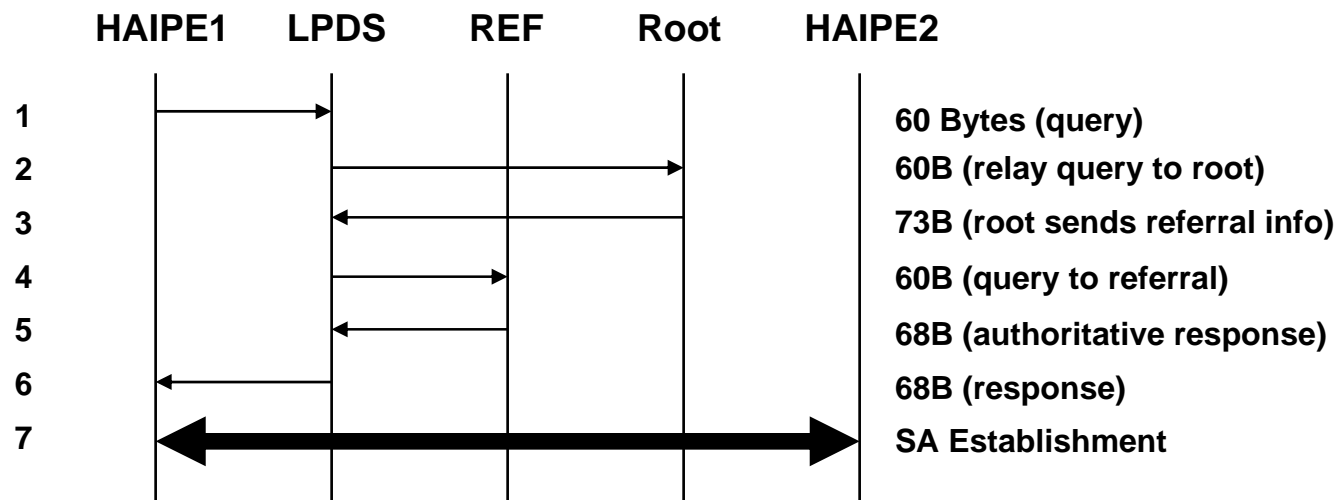 HAIPE1 LPDS REF Root HAIPE2
1 60 Bytes (query)
2 60B (relay query to root)
3 73B (root sends referral info)
4 60B (query to referral)
5 68B (authoritative response)
6 68B (response)
7 SA Establishment